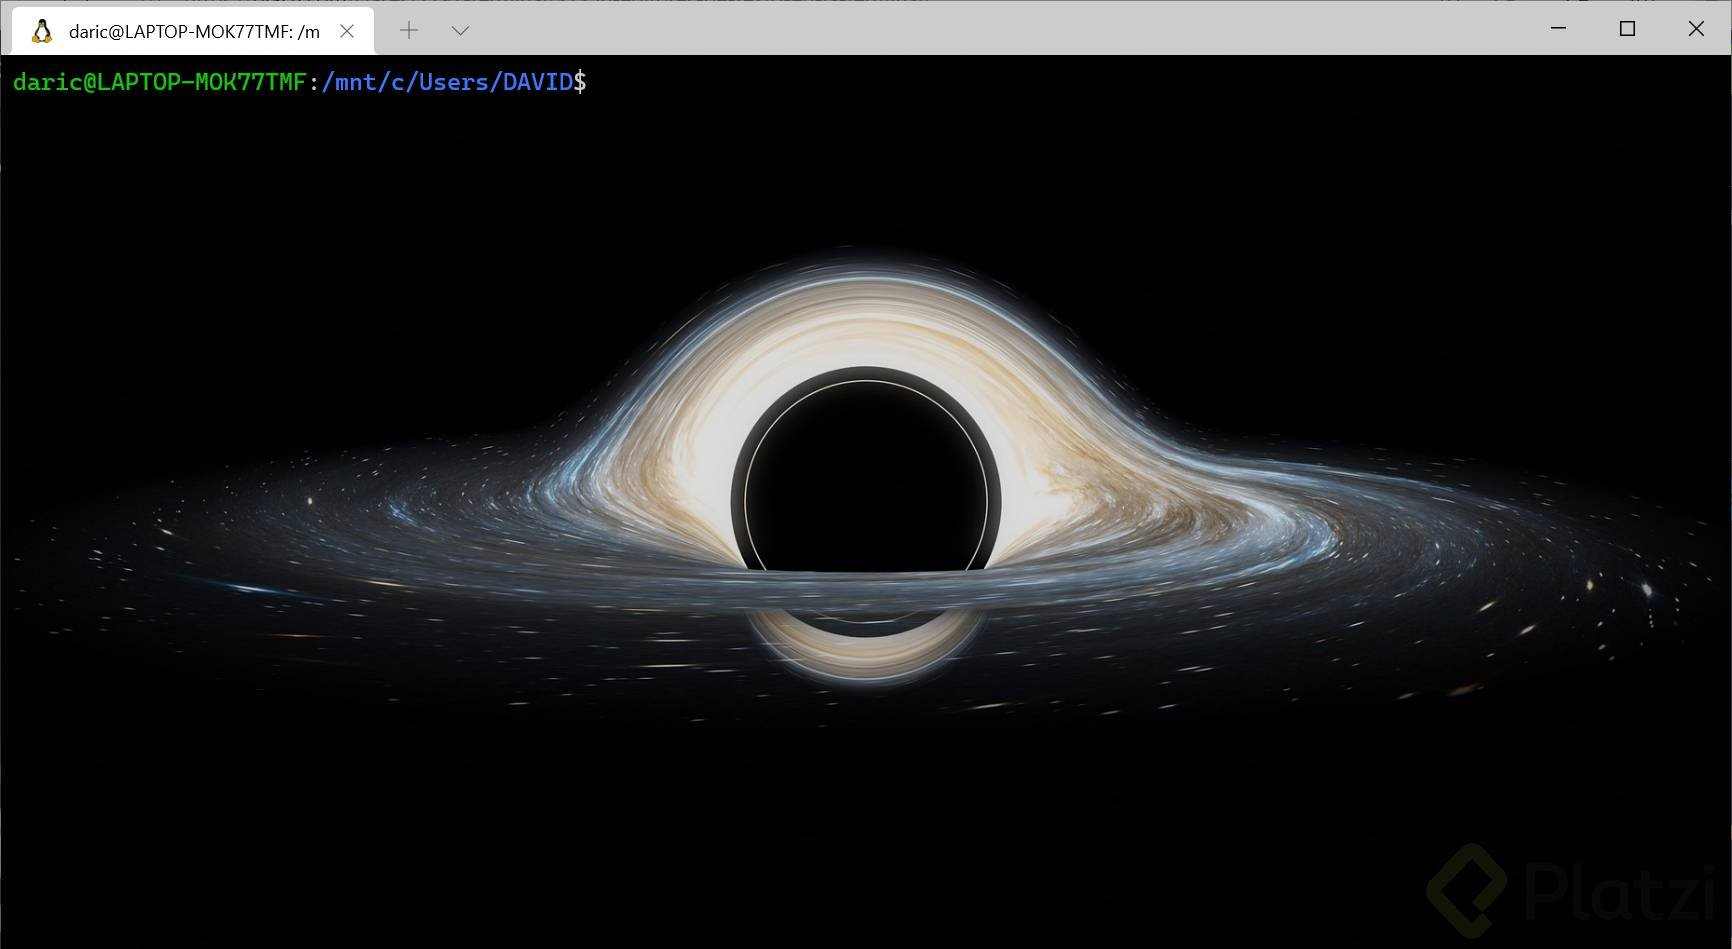 daric@LAPTOP-MOK77TMF: /m
daric@LAPTOP-MOK77TMF:/mnt/c/Users/DAVID$
Platzi